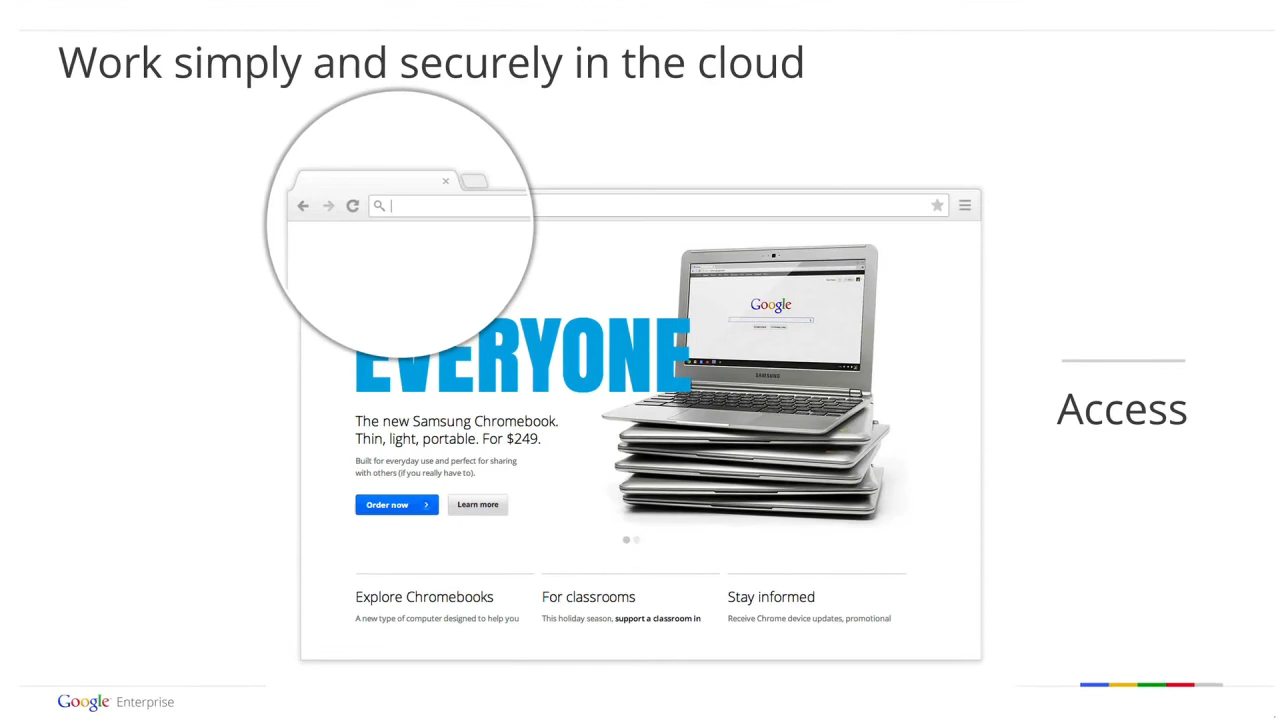 Work simply and securely in the cloud
EVERYONE
Google
SAMSUNG
The new Samsung Chromebook.
Thin, light, portable. For $249.
Built for everyday use and perfect for sharing
with others (if you really have to).
Order now
Learn more
Access
Explore Chromebooks
A new type of computer designed to help you
For classrooms
This holiday season, support a classroom in
Stay informed
Receive Chrome device updates, promotional
Google Enterprise